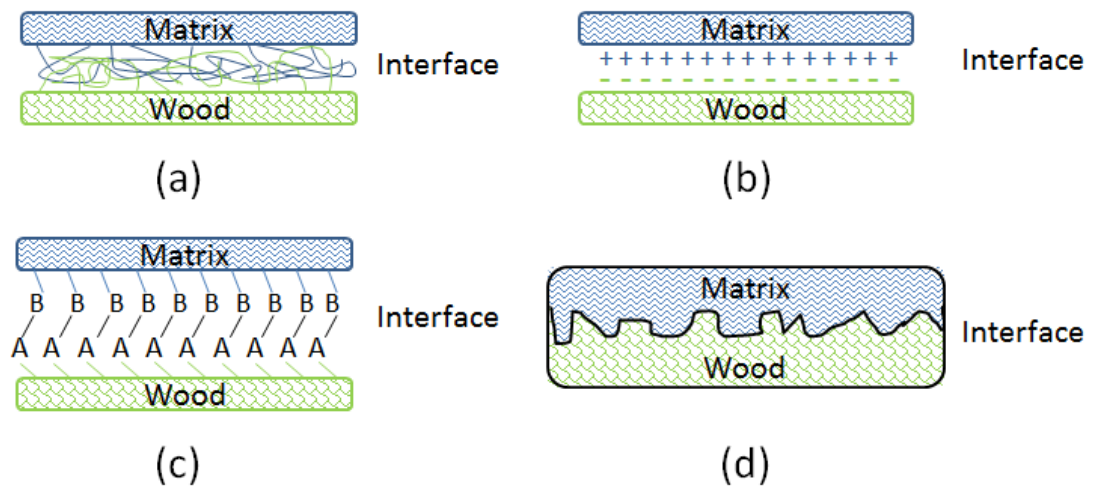 Matrix
Interface
Wood
(a)
Matrix
+ + + + + + + + + + + + + + +
- - - - - - - - - - - - - - -
Interface
Wood
(b)
Matrix
B B B B B B B B B B
Interface
A A A A A A A A A A
Wood
(c)
Matrix
Interface
Wood
(d)